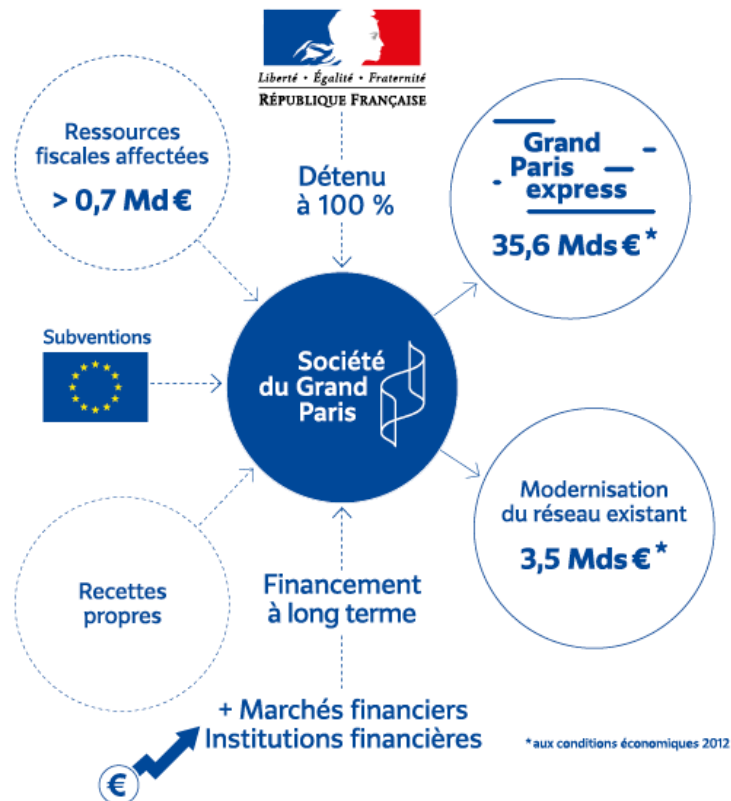 Liberté • Égalité • Fraternité
RÉPUBLIQUE FRANÇAISE
Ressources
fiscales affectées
> 0,7 Md €
Détenu
à 100 %
Grand
Paris
express
35,6 Mds € *
Subventions
Société
du Grand
Paris
Modernisation
du réseau existant
3,5 Mds € *
Recettes
propres
Financement
à long terme
+ Marchés financiers
Institutions financières
€
*aux conditions économiques 2012